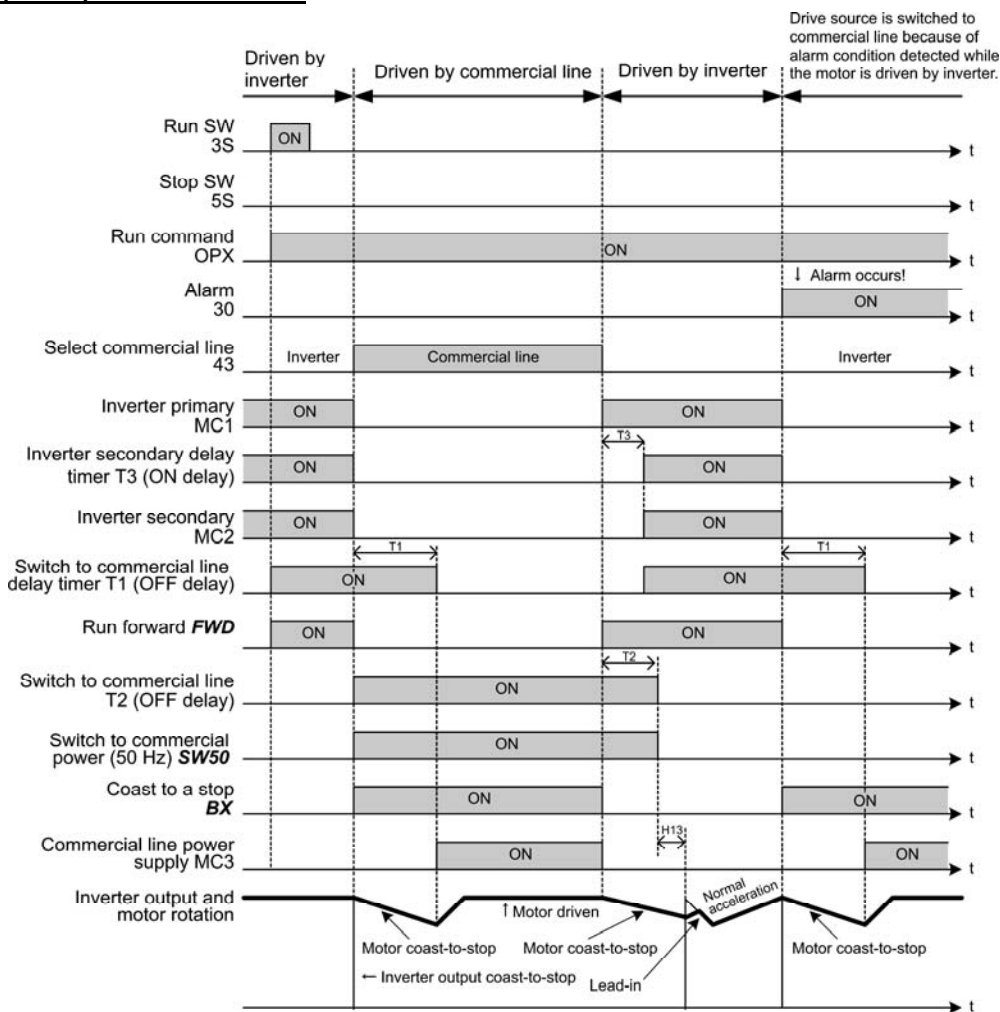 Drive source is switched to
commercial line because of
alarm condition detected while
the motor is driven by inverter.
Driven by
inverter
Driven by commercial line
Driven by inverter
Run SW
3S
ON
t
Stop SW
5S
t
Run command
OPX
ON
t
↓ Alarm occurs!
Alarm
30
ON
t
Select commercial line
43
Inverter
Commercial line
Inverter
t
Inverter primary
MC1
ON
ON
t
T3
Inverter secondary delay
timer T3 (ON delay)
ON
ON
t
Inverter secondary
MC2
ON
ON
t
T1
T1
Switch to commercial line
delay timer T1 (OFF delay)
ON
ON
t
Run forward FWD
ON
ON
t
T2
Switch to commercial line
T2 (OFF delay)
ON
t
Switch to commercial
power (50 Hz) SW50
ON
t
Coast to a stop
BX
ON
ON
t
H13
Commercial line power
supply MC3
ON
ON
t
Inverter output and
motor rotation
↑ Motor driven
Normal
acceleration
Motor coast-to-stop
Motor coast-to-stop
Motor coast-to-stop
← Inverter output coast-to-stop
Lead-in
t